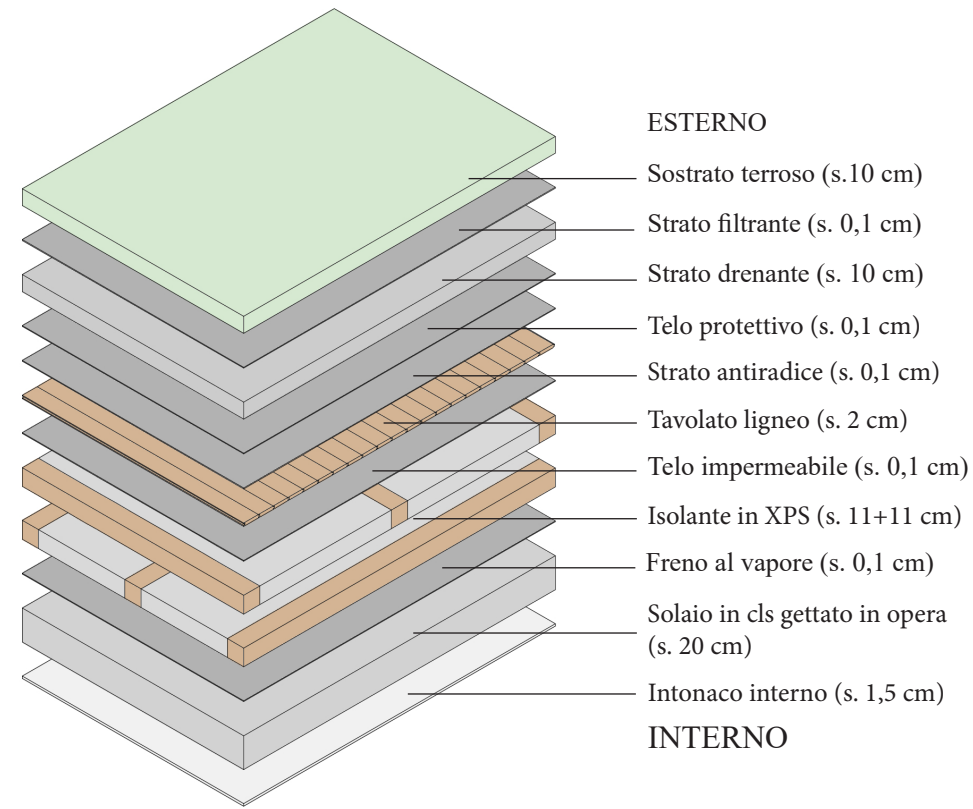 ESTERNO
Sostrato terroso (s.10 cm)
Strato filtrante (s. 0,1 cm)
Strato drenante (s. 10 cm)
Telo protettivo (s. 0,1 cm)
Strato antiradice (s. 0,1 cm)
Tavolato ligneo (s. 2 cm)
Telo impermeabile (s. 0,1 cm)
Isolante in XPS (s. 11+11 cm)
Freno al vapore (s. 0,1 cm)
Solaio in cls gettato in opera
(s. 20 cm)
Intonaco interno (s. 1,5 cm)
INTERNO